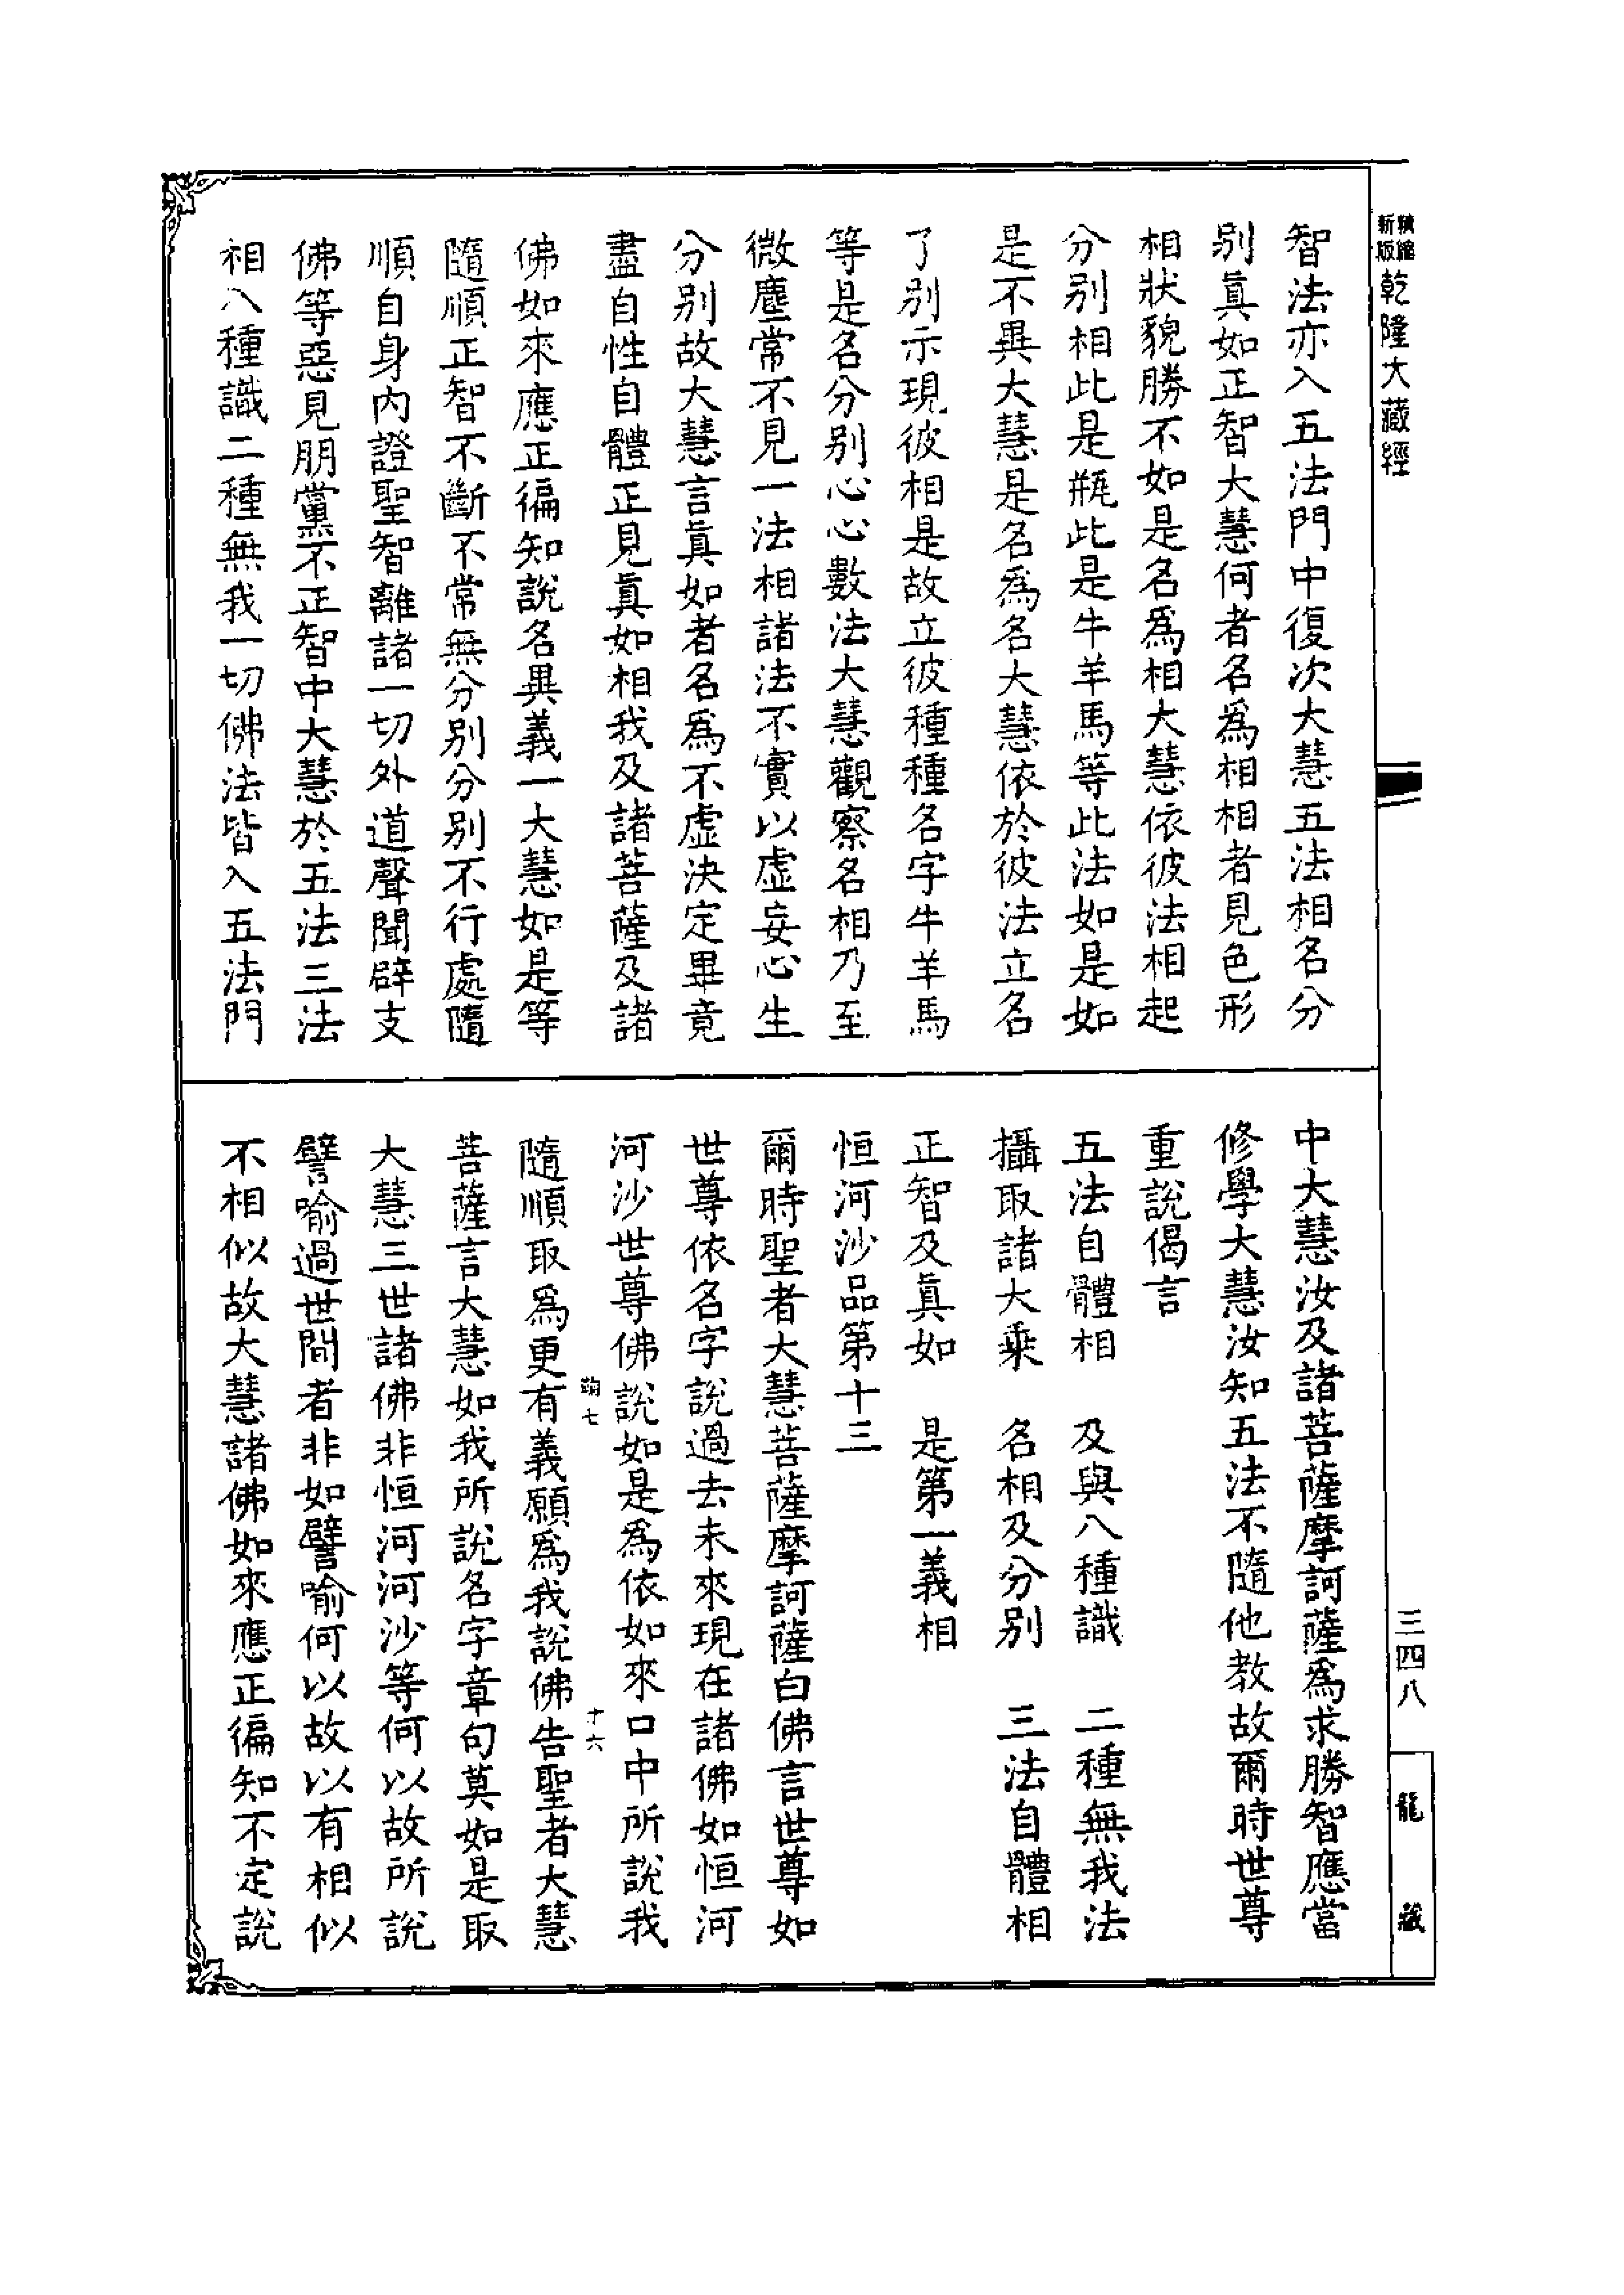 新版
精縮
乾隆大藏經
智法亦入五法門中復次大慧五法相名分
別眞如正智大慧何者名爲相相者見色形
相狀貌勝不如是名爲相大慧依彼法相起
分別相此是瓶此是牛羊馬等此法如是如
是不異大慧是名爲名大慧依於彼法立名
了別示現彼相是故立彼種種名字牛羊馬
等是名分別心心數法大慧觀察名相乃至
微塵常不見一法相諸法不實以虛妄心生
分別故大慧言眞如者名爲不虛決定畢竟
盡自性自體正見眞如相我及諸菩薩及諸
佛如來應正徧知說名異義一大慧如是等
隨順正智不斷不常無分別分別不行處隨
順自身內證聖智離諸一切外道聲聞辟支
佛等惡見朋黨不正智中大慧於五法三法
相八種識二種無我一切佛法皆入五法門
中大慧汝及諸菩薩摩訶薩爲求勝智應當
修學大慧汝知五法不隨他教故爾時世尊
重說偈言
五法自體相　及與八種識　二種無我法
攝取諸大乘　名相及分別　三法自體相
正智及眞如　是第一義相
恒河沙品第十三
爾時聖者大慧菩薩摩訶薩白佛言世尊如
世尊依名字說過去未來現在諸佛如恒河
河沙世尊佛說如是爲依如來口中所說我
七　十六
隨順取爲更有義願爲我說佛告聖者大慧
菩薩言大慧如我所說名字章句莫如是取
大慧三世諸佛非恒河河沙等何以故所說
譬喻過世間者非如譬喻何以故以有相似
不相似故大慧諸佛如來應正徧知不定說
三四八
龍藏